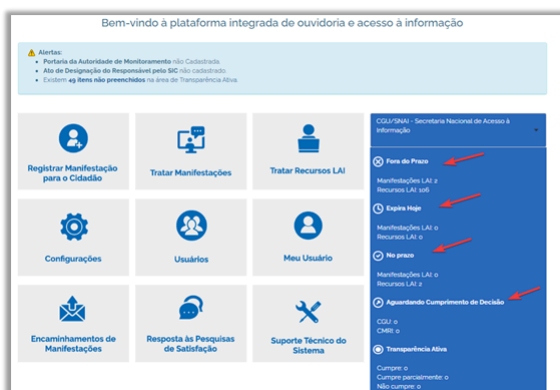 Bem-vindo à plataforma integrada de ouvidoria e acesso à informação
Alertas:
Portaria da Autoridade de Monitoramento não Cadastrada.
Ato de Designação do Responsável pelo SIC não cadastrado.
Existem 49 itens não preenchidos na área de Transparência Ativa.
Registrar Manifestação
para o Cidadão
Tratar Manifestações
Tratar Recursos LAI
Configurações
Usuários
Meu Usuário
Encaminhamentos de
Manifestações
Resposta às Pesquisas
de Satisfação
Suporte Técnico do
Sistema
CGU/SNAI - Secretaria Nacional de Acesso à
Informação
Fora do Prazo
Manifestações LAI: 2
Recursos LAI: 106
Expira Hoje
Manifestações LAI: 0
Recursos LAI: 0
No prazo
Manifestações LAI: 0
Recursos LAI: 2
Aguardando Cumprimento de Decisão
CGU: 0
CMRI: 0
Transparência Ativa
Cumpre: 0
Cumpre parcialmente: 0
Não cumpre: 0